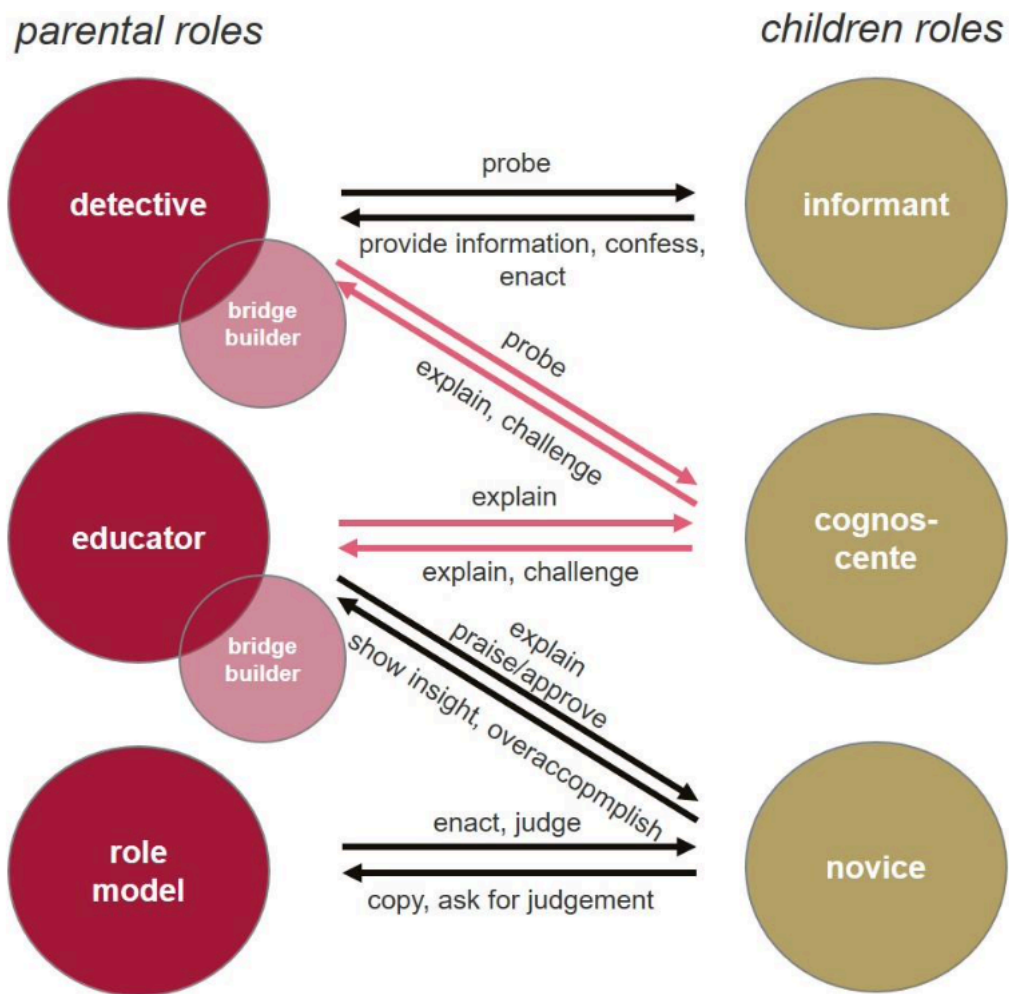 parental roles
children roles
detective
probe
informant
provide information, confess,
enact
bridge
builder
probe
explain, challenge
educator
explain
cognos-
cente
explain, challenge
bridge
builder
explain
praise/approve
show insight, overaccopmplish
role
model
enact, judge
novice
copy, ask for judgement